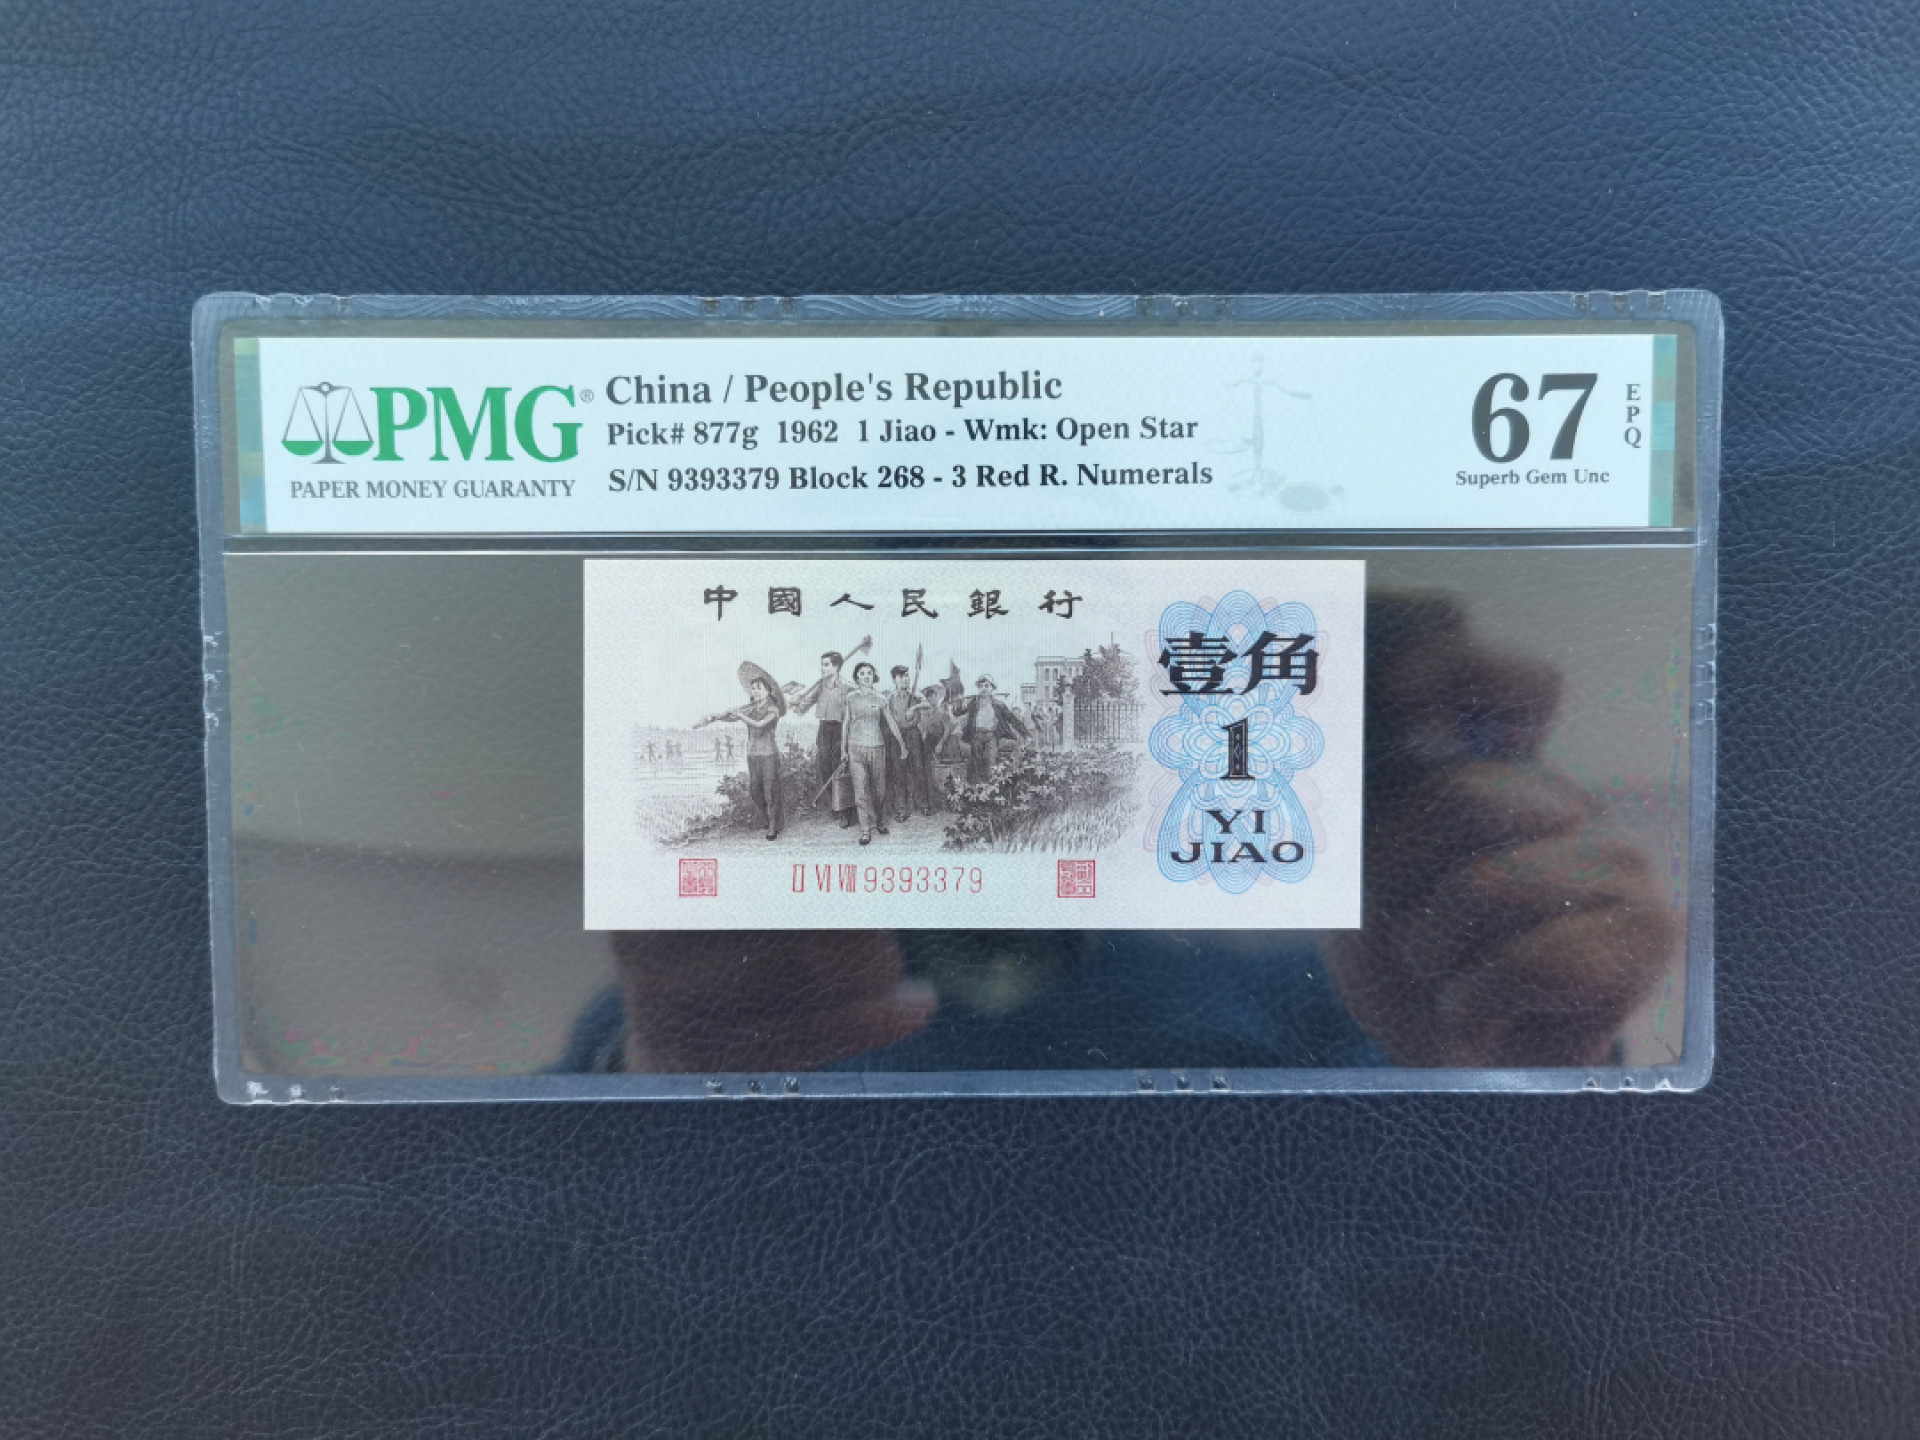 PMG®
PAPER MONEY GUARANTY
China / People's Republic
Pick# 877g 1962 1 Jiao - Wmk: Open Star
S/N 9393379 Block 268 - 3 Red R. Numerals
67
EPQ
Superb Gem Unc
中國人民銀行
壹角
1
YI
JIAO
II VI VIII 9393379